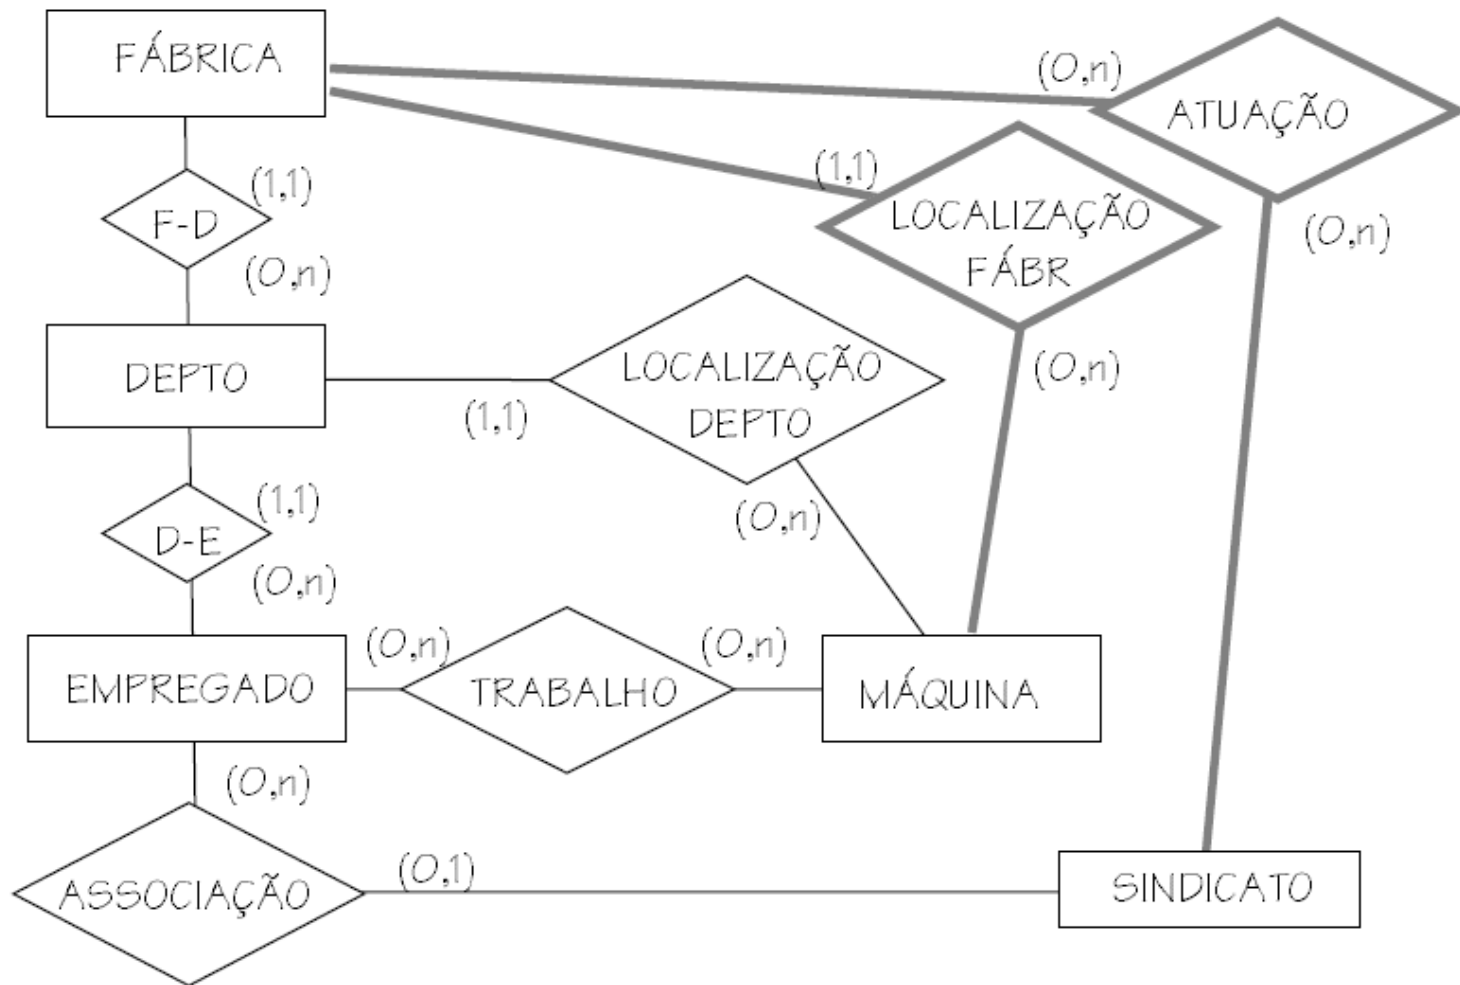 FÁBRICA
(0,n)
ATUAÇÃO
(1,1)
(1,1)
F-D
LOCALIZAÇÃO
FÁBR
(0,n)
(0,n)
DEPTO
(1,1)
LOCALIZAÇÃO
DEPTO
(0,n)
(0,n)
(1,1)
D-E
(0,n)
EMPREGADO
(0,n)
TRABALHO
(0,n)
MÁQUINA
(0,n)
ASSOCIAÇÃO
(0,1)
SINDICATO